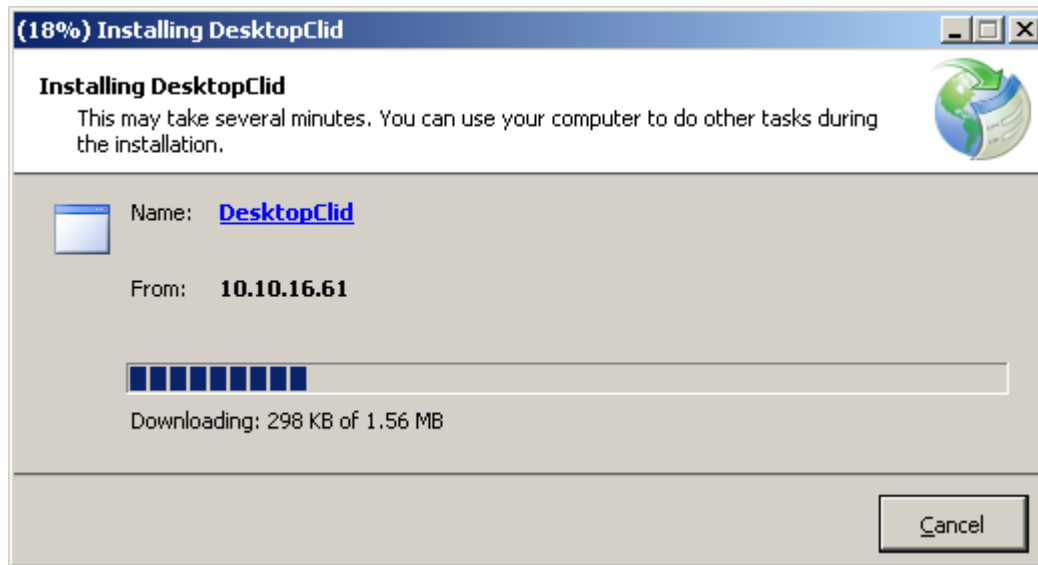 (18%) Installing DesktopClid
Installing DesktopClid
This may take several minutes. You can use your computer to do other tasks during
the installation.
Name: DesktopClid
From: 10.10.16.61
Downloading: 298 KB of 1.56 MB
Cancel